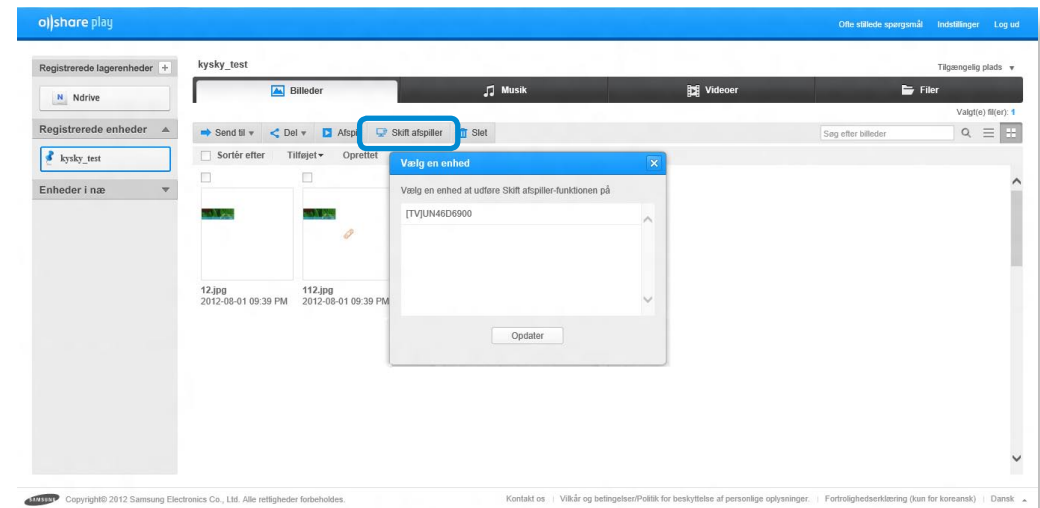 ollshare play
Ofte stillede spørgsmål Indstillinger Log ud
Registrerede lagerenheder +
N Ndrive
Registrerede enheder
kysky_test
Enheder i næ
kysky_test
Tilgængelig plads
Billeder Musik Videoer Filer
Valgt(e) fil(er): 1
Send til Del Afspi Skift afspiller Slet
Søg efter billeder
Sortér efter Tilføjet Oprettet
12.jpg
2012-08-01 09:39 PM
112.jpg
2012-08-01 09:39 PM
Vælg en enhed
Vælg en enhed at udføre Skift afspiller-funktionen på
[TV]UN46D6900
Opdater
SAMSUNG Copyright© 2012 Samsung Electronics Co., Ltd. Alle rettigheder forbeholdes.
Kontakt os | Vilkår og betingelser/Politik for beskyttelse af personlige oplysninger. | Fortrolighedserklæring (kun for koreansk) | Dansk